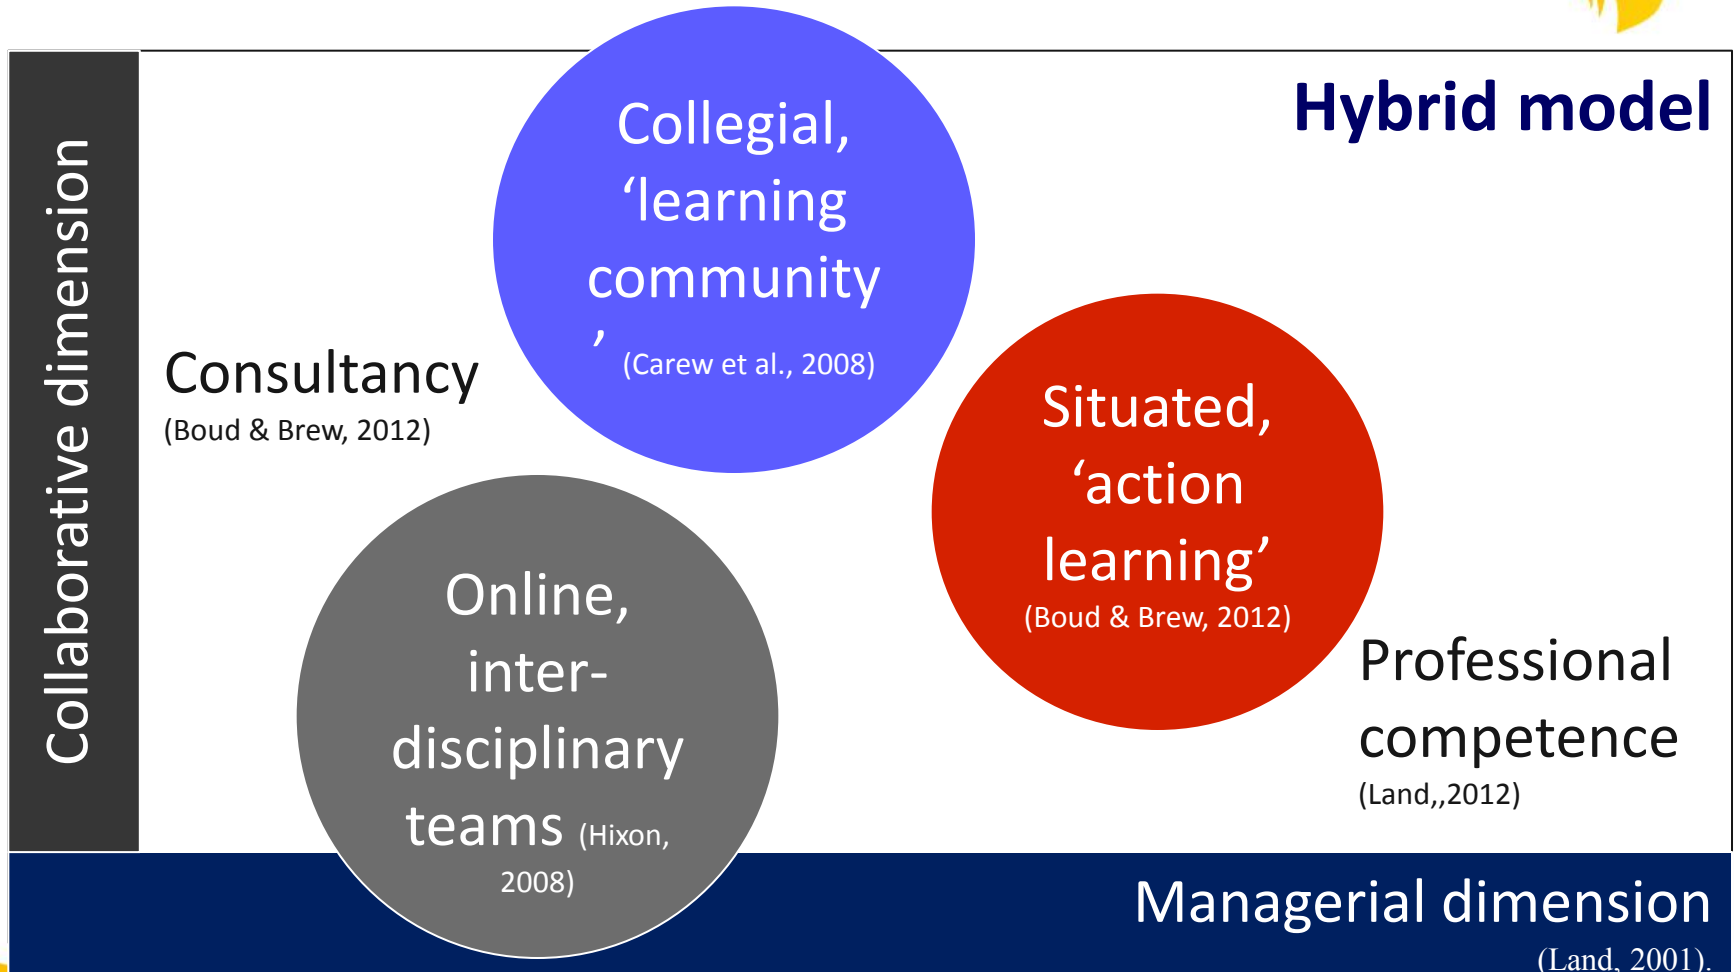 Hybrid model
Collaborative dimension
Collegial,
‘learning
community
’ (Carew et al., 2008)
Consultancy
(Boud & Brew, 2012)
Situated,
‘action
learning’
(Boud & Brew, 2012)
Online,
inter-
disciplinary
teams (Hixon,
2008)
Professional
competence
(Land,,2012)
Managerial dimension
(Land, 2001).